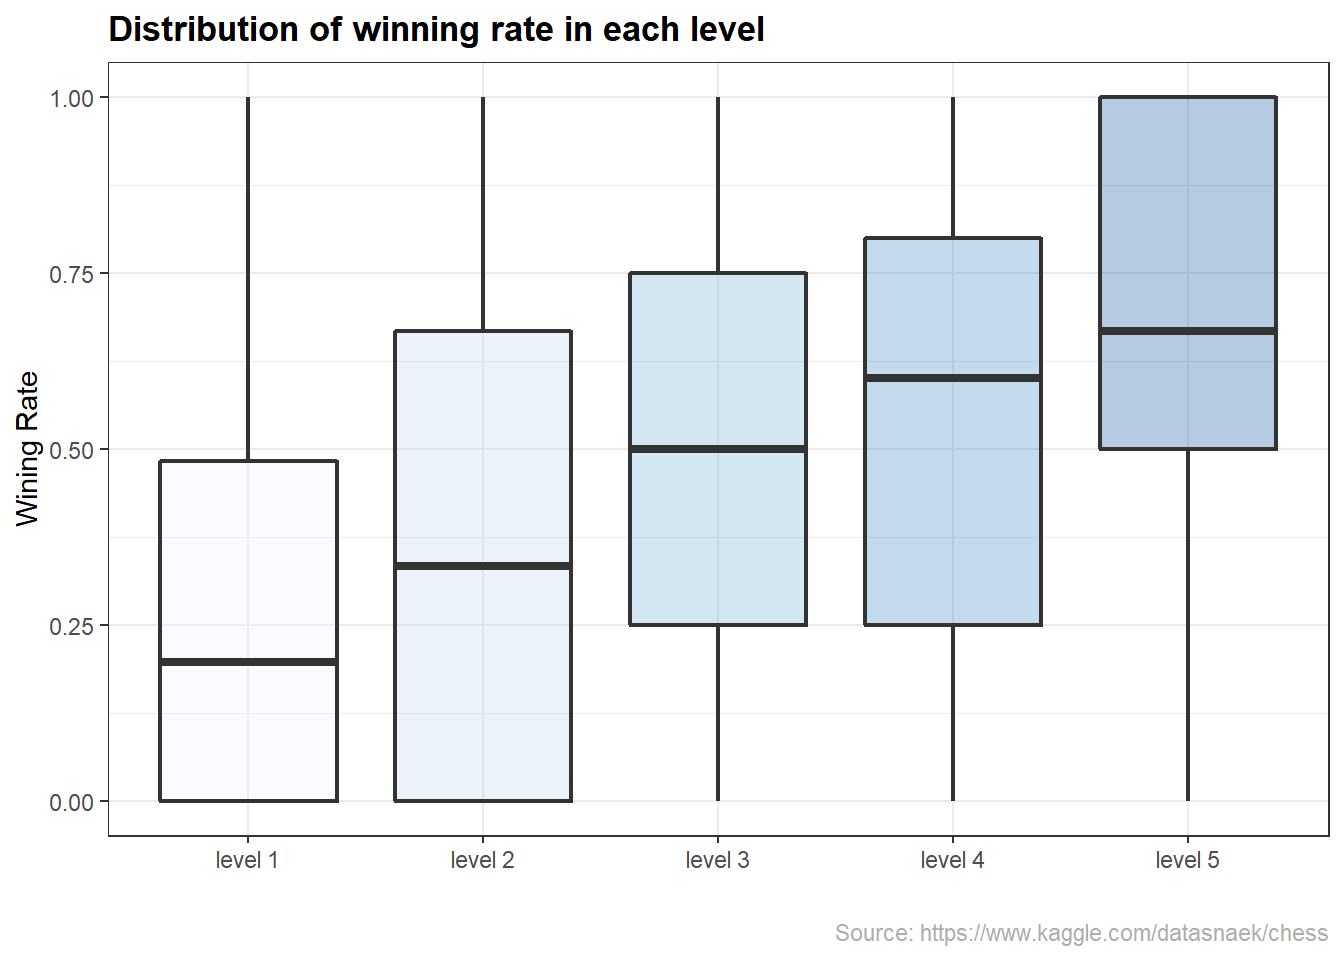 Distribution of winning rate in each level
Wining Rate
1.00
0.75
0.50
0.25
0.00
level 1 level 2 level 3 level 4 level 5
Source: https://www.kaggle.com/datasnaek/chess